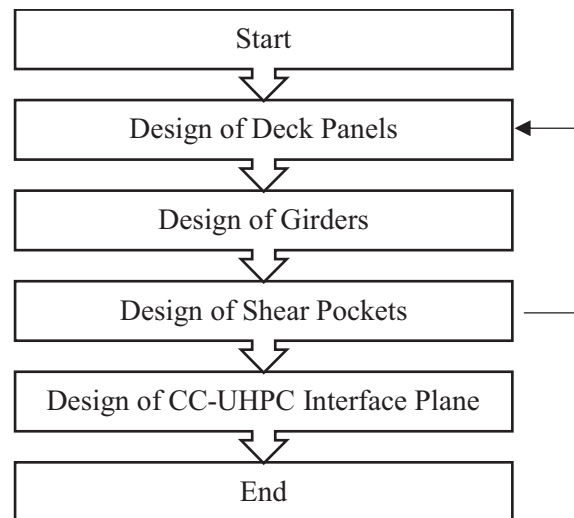 Start
Design of Deck Panels
Design of Girders
Design of Shear Pockets
Design of CC-UHPC Interface Plane
End